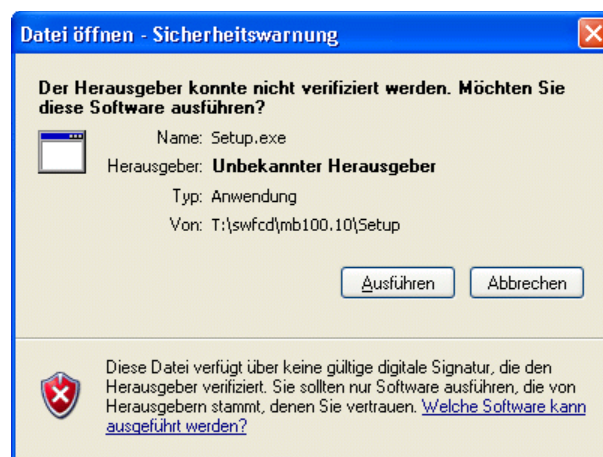 Datei öffnen - Sicherheitswarnung
Der Herausgeber konnte nicht verifiziert werden. Möchten Sie
diese Software ausführen?
Name: Setup.exe
Herausgeber: Unbekannter Herausgeber
Typ: Anwendung
Von: T:\swfcd\mb100.10\Setup
Ausführen Abbrechen
Diese Datei verfügt über keine gültige digitale Signatur, die den
Herausgeber verifiziert. Sie sollten nur Software ausführen, die von
Herausgebern stammt, denen Sie vertrauen. Welche Software kann
ausgeführt werden?